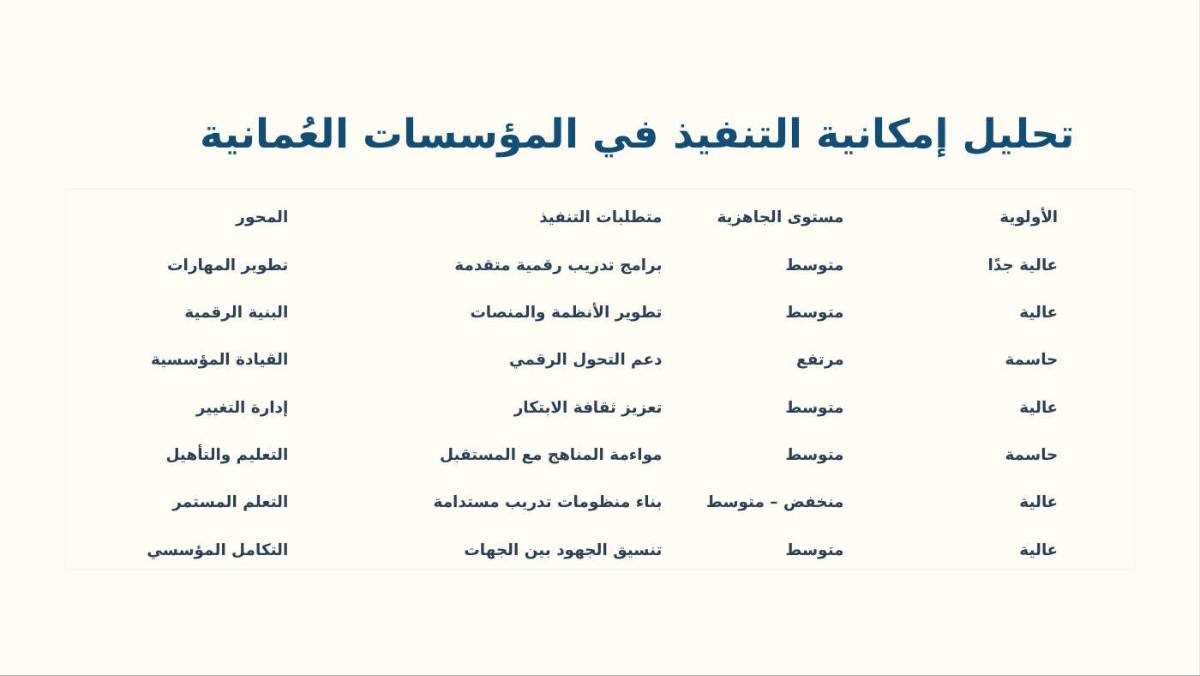 تحليل إمكانية التنفيذ في المؤسسات العُمانية
الأولوية مستوى الجاهزية متطلبات التنفيذ المحور
عالية جدًا متوسط برامج تدريب رقمية متقدمة تطوير المهارات
عالية متوسط تطوير الأنظمة والمنصات البنية الرقمية
حاسمة مرتفع دعم التحول الرقمي القيادة المؤسسية
عالية متوسط تعزيز ثقافة الابتكار إدارة التغيير
حاسمة متوسط مواءمة المناهج مع المستقبل التعليم والتأهيل
عالية منخفض – متوسط بناء منظومات تدريب مستدامة التعلم المستمر
عالية متوسط تنسيق الجهود بين الجهات التكامل المؤسسي